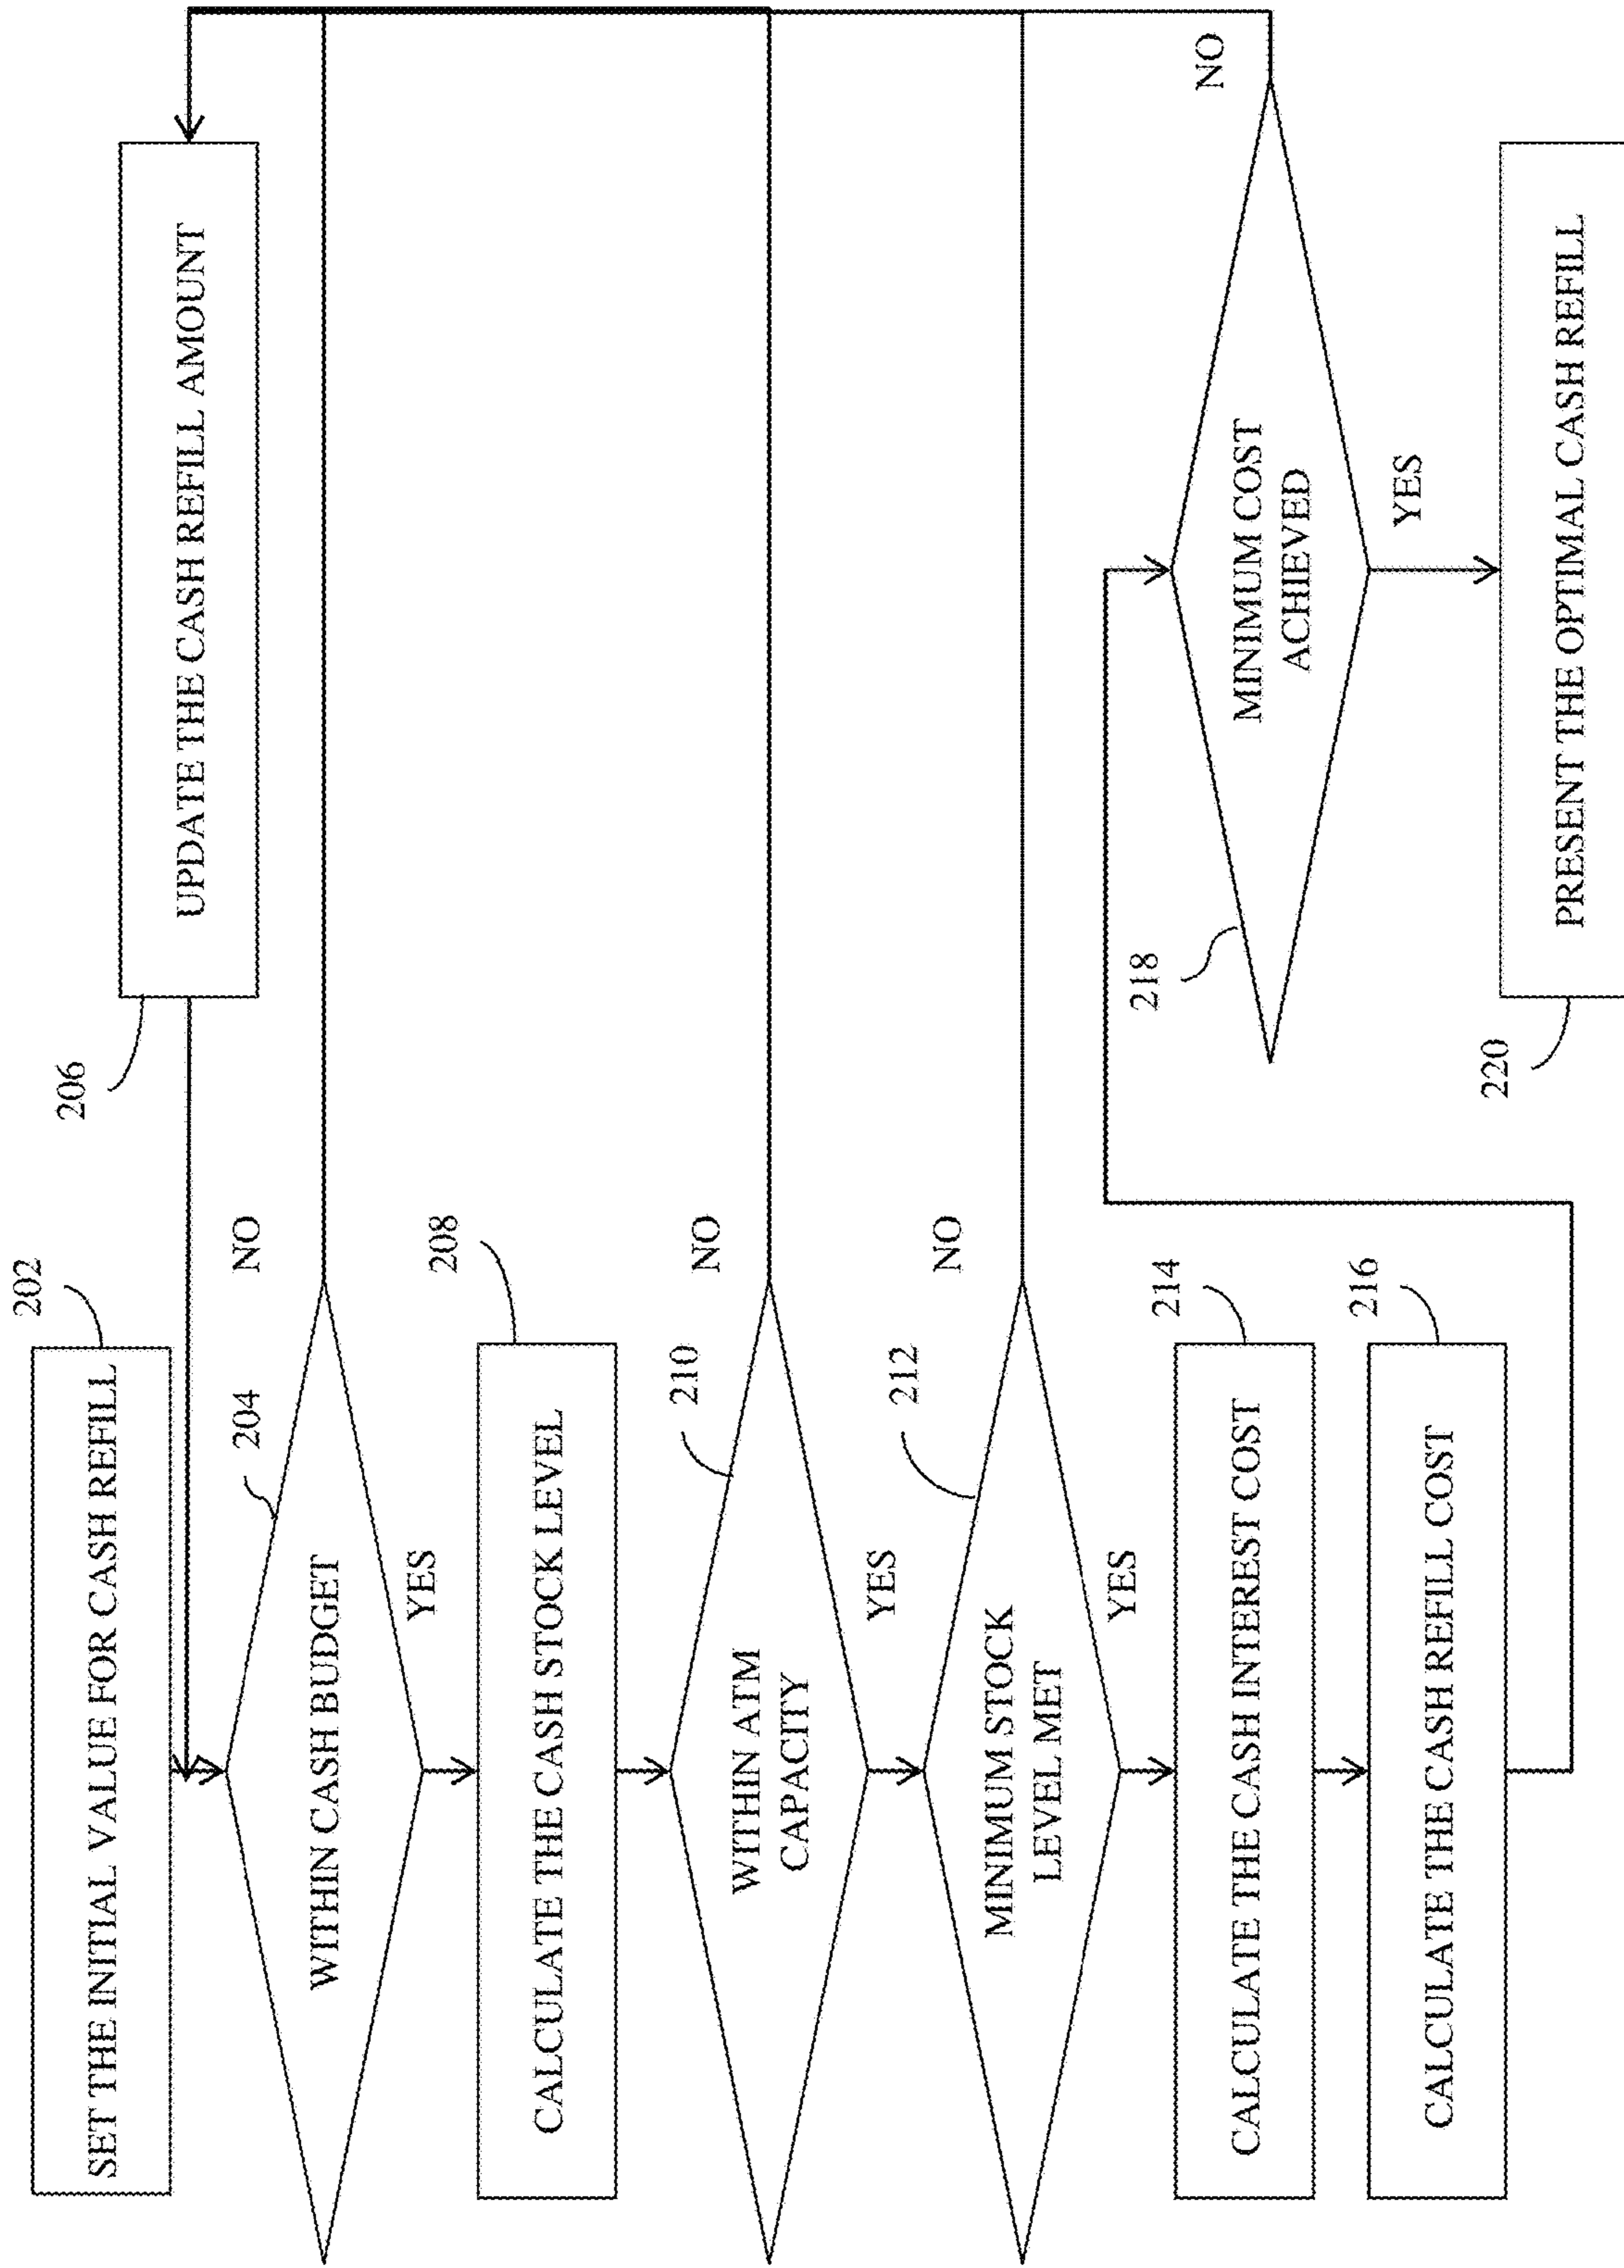 202
SET THE INITIAL VALUE FOR CASH REFILL
206
UPDATE THE CASH REFILL AMOUNT
204
WITHIN CASH BUDGET
NO
YES
208
CALCULATE THE CASH STOCK LEVEL
210
WITHIN ATM
CAPACITY
NO
YES
212
MINIMUM STOCK
LEVEL MET
NO
YES
214
CALCULATE THE CASH INTEREST COST
216
CALCULATE THE CASH REFILL COST
218
MINIMUM COST
ACHIEVED
NO
YES
220
PRESENT THE OPTIMAL CASH REFILL